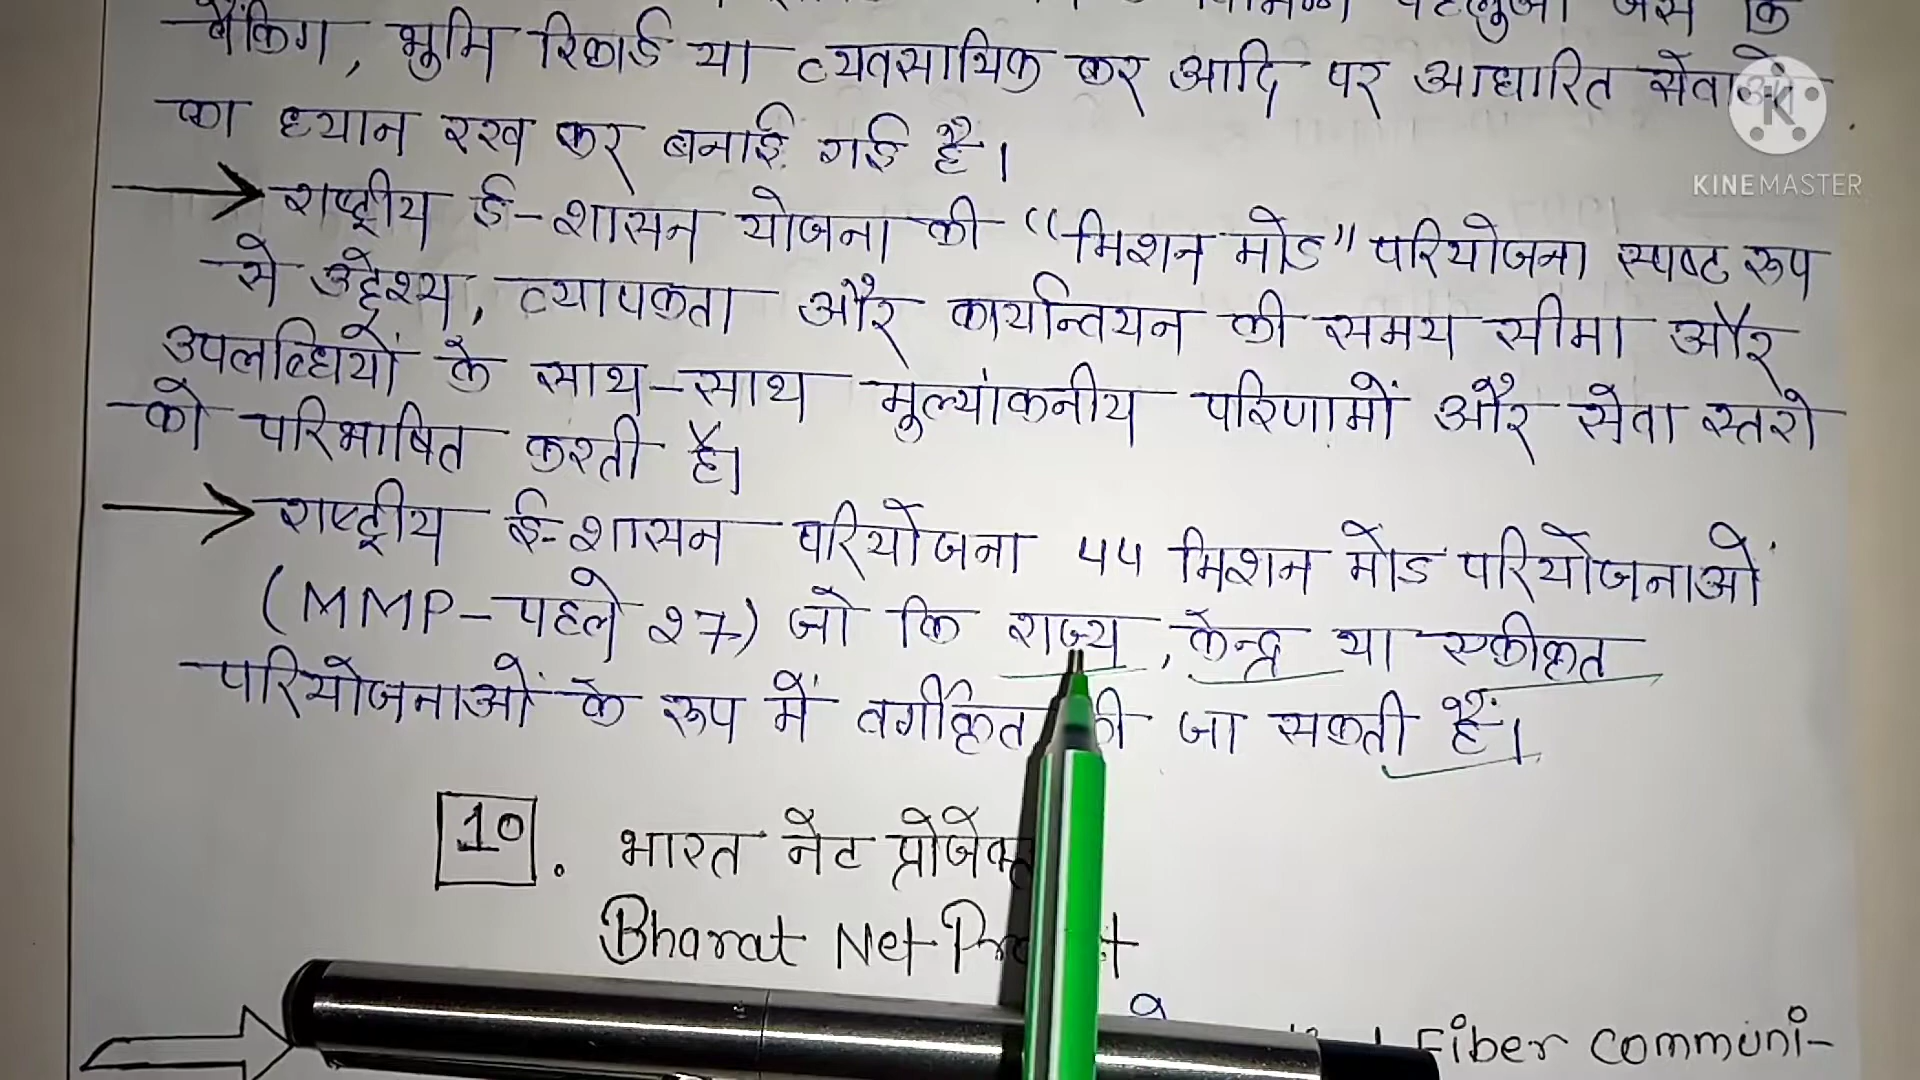 जैसे कि
बैंकिंग, भूमि रिकार्ड या व्यवसायिक कर आदि पर आधारित सेवाओं
का ध्यान रख कर बनाई गई है।
K
KINEMASTER
→ राष्ट्रीय ई-शासन योजना की "मिशन मोड" परियोजना स्पष्ट रूप
से उद्देश्य, व्यापकता और कार्यान्वियन की समय सीमा और
उपलब्धियों के साथ-साथ मुल्यांकनीय परिणामों और सेवा स्तरो
को परिभाषित करती है।
→ राष्ट्रीय ई-शासन परियोजना 44 मिशन मोड परियोजनाओं
(MMP-पहले 27) जो कि राज्य, केन्द्र या एकीकृत
परियोजनाओं के रूप में वर्गीकृत की जा सकती हैं।
10. भारत नेट प्रोजेक्ट
Bharat Net
Fiber Communi-